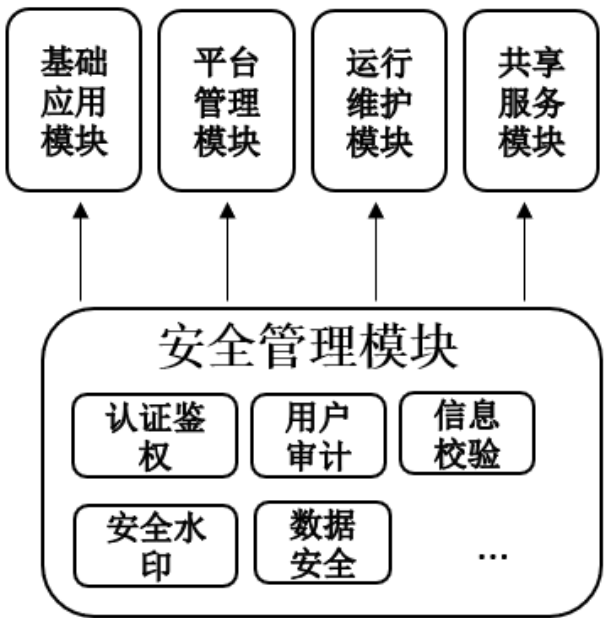 基础
应用
模块
平台
管理
模块
运行
维护
模块
共享
服务
模块
安全管理模块
认证鉴
权
用户
审计
信息
校验
安全水
印
数据
安全
...